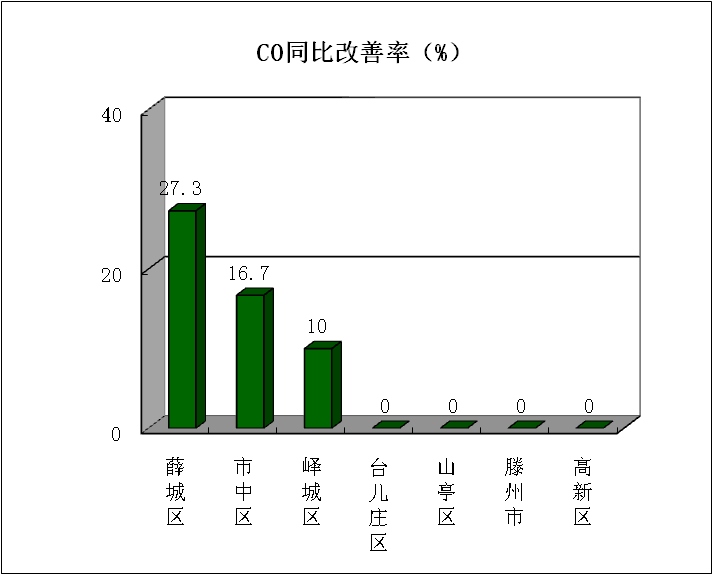 CO同比改善率（%）
40
27.3
20
16.7
10
0
0
0
0
0
薛城区
市中区
峄城区
台儿庄区
山亭区
滕州市
高新区